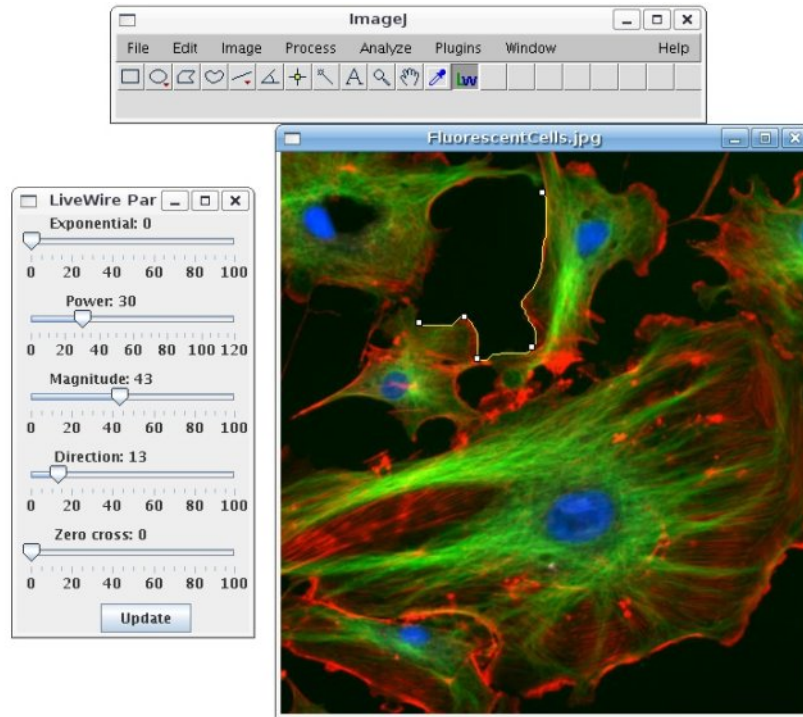 ImageJ
File Edit Image Process Analyze Plugins Window Help
A LW
FluorescentCells.jpg
LiveWire Par
Exponential: 0
0 20 40 60 80 100
Power: 30
0 20 40 60 80 100 120
Magnitude: 43
0 20 40 60 80 100
Direction: 13
0 20 40 60 80 100
Zero cross: 0
0 20 40 60 80 100
Update